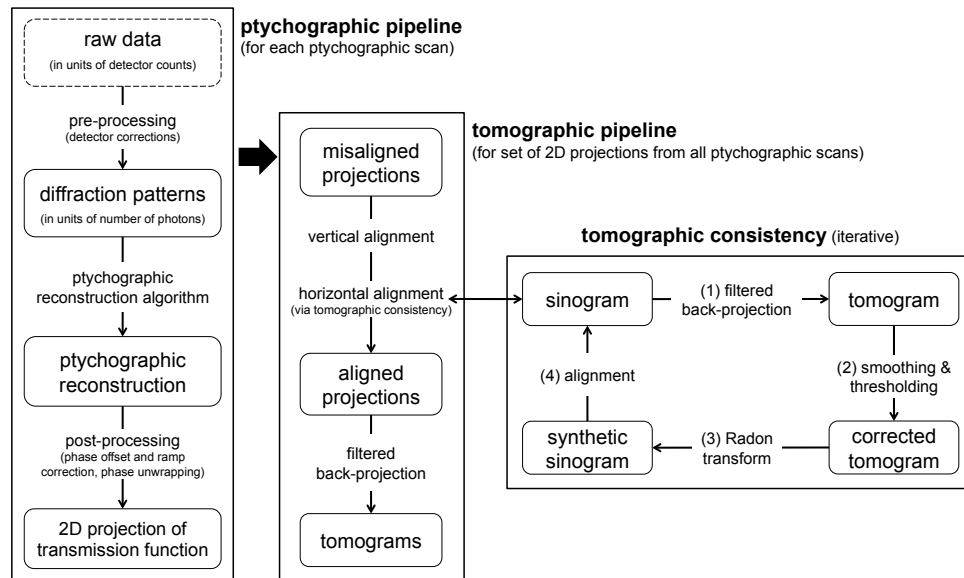 ptychographic pipeline
(for each ptychographic scan)
raw data
(in units of detector counts)
pre-processing
(detector corrections)
diffraction patterns
(in units of number of photons)
ptychographic
reconstruction algorithm
ptychographic
reconstruction
post-processing
(phase offset and ramp
correction, phase unwrapping)
2D projection of
transmission function
tomographic pipeline
(for set of 2D projections from all ptychographic scans)
misaligned
projections
vertical alignment
horizontal alignment
(via tomographic consistency)
aligned
projections
filtered
back-projection
tomograms
tomographic consistency (iterative)
sinogram
(1) filtered
back-projection
tomogram
(2) smoothing &
thresholding
corrected
tomogram
(3) Radon
transform
synthetic
sinogram
(4) alignment